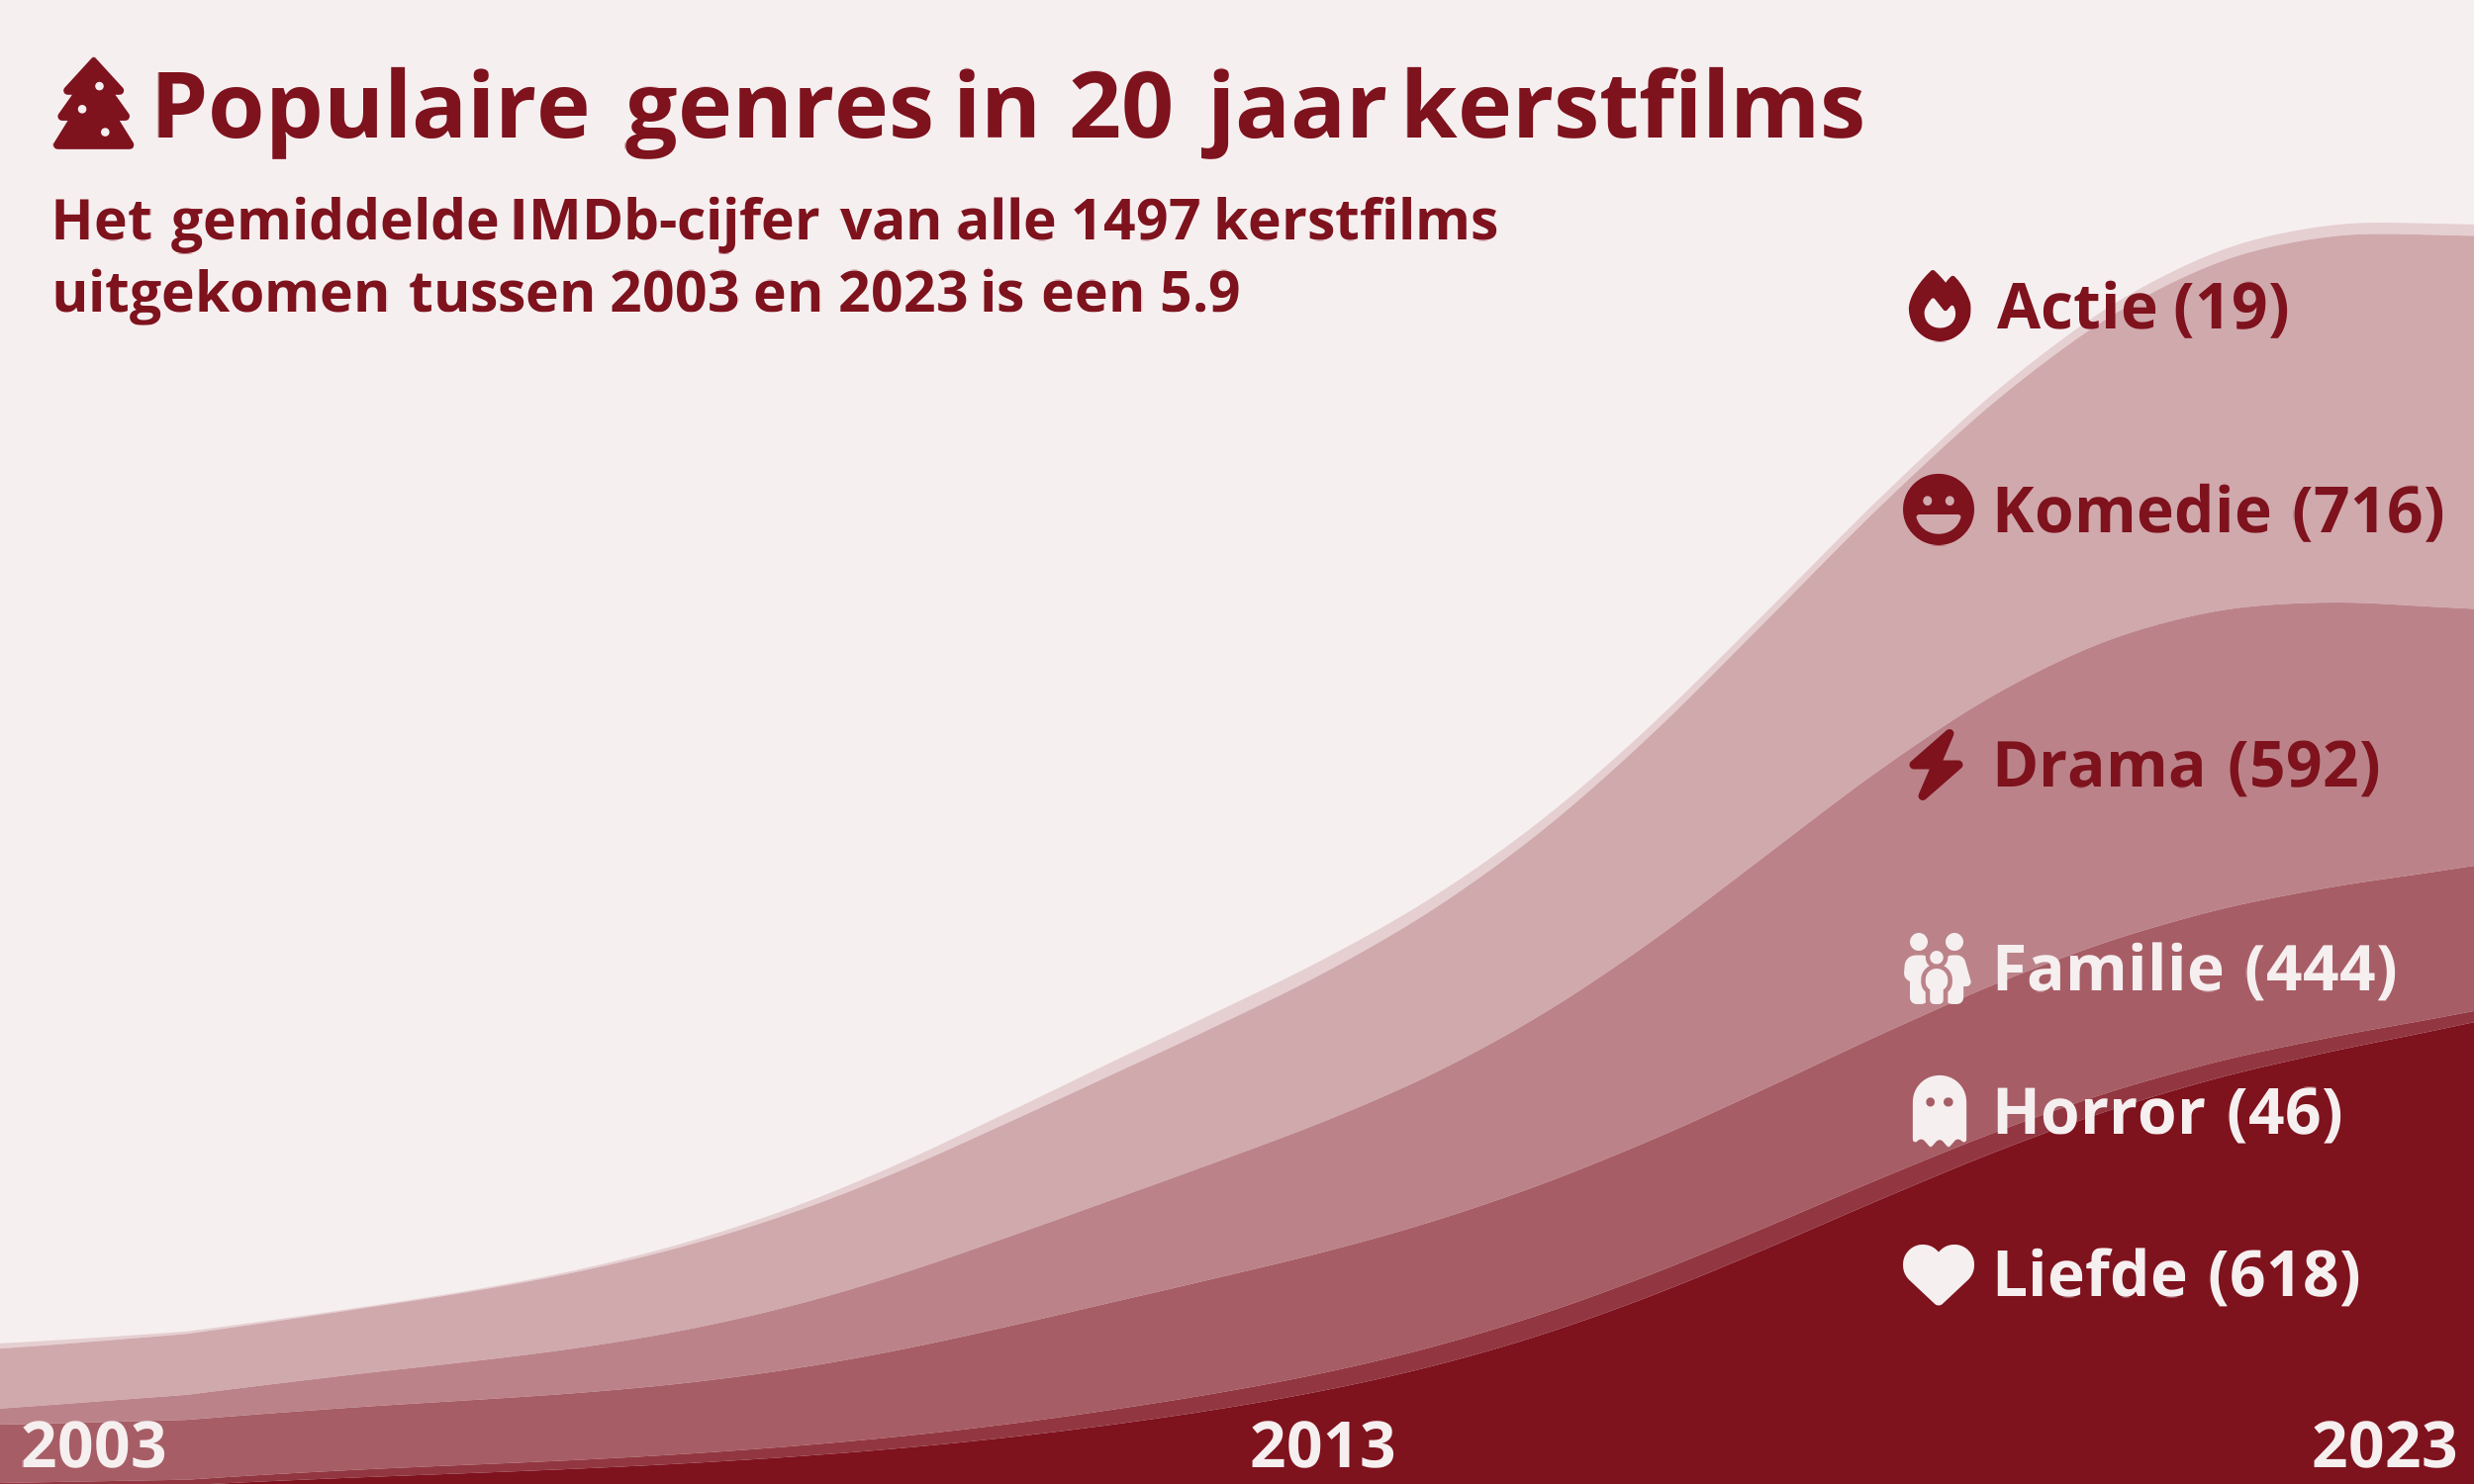 Populaire genres in 20 jaar kerstfilms
Het gemiddelde IMDb-cijfer van alle 1497 kerstfilms
uitgekomen tussen 2003 en 2023 is een 5.9
Actie (19)
Komedie (716)
Drama (592)
Familie (444)
Horror (46)
Liefde (618)
2003 2013 2023